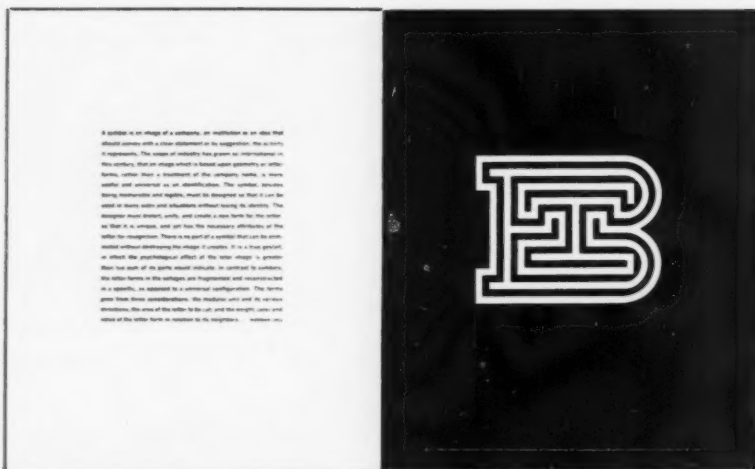 A symbol is an image of a company, an institution or an idea that
should convey with a clear statement or by suggestion, the activity
it represents. The scope of industry has grown so international in
this century, that an image which is based upon geometry or letter
forms, rather than a treatment of the company name, is more
useful and universal as an identification. The symbol, besides
being memorable and legible, must be designed so that it can be
used in many sizes and situations without losing its identity. The
designer must distort, unify, and create a new form for the letter,
so that it is unique, and yet has the necessary attributes of the
letter for recognition. There is no part of a symbol that can be
without destroying the image it creates. It is a true gestalt,
in effect the psychological effect of the total image is greater
than the sum of its parts would indicate. In contrast to symbols,
the letter forms in the collages are fragmented and reconstructed
in a specific, as opposed to a universal configuration. The forms
grow from three considerations, the modular unit and its various
directions, the area of the letter to be cut, and the weight, color and
value of the letter form in relation to its neighbors.